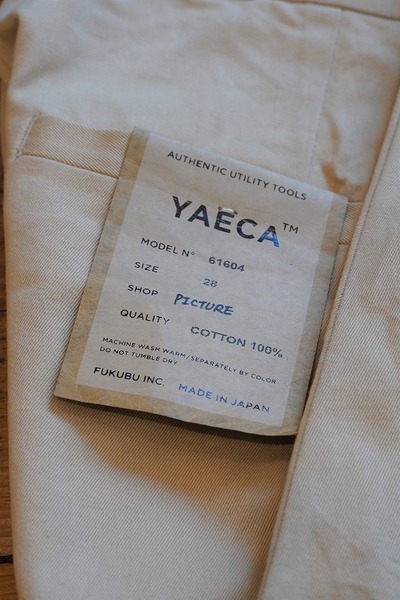 AUTHENTIC UTILITY TOOLS
YAECA™
MODEL N° 61604
SIZE 28
SHOP PICTURE
QUALITY COTTON 100%
MACHINE WASH WARM/SEPARATELY BY COLOR
DO NOT TUMBLE DRY
FUKUBU INC. MADE IN JAPAN